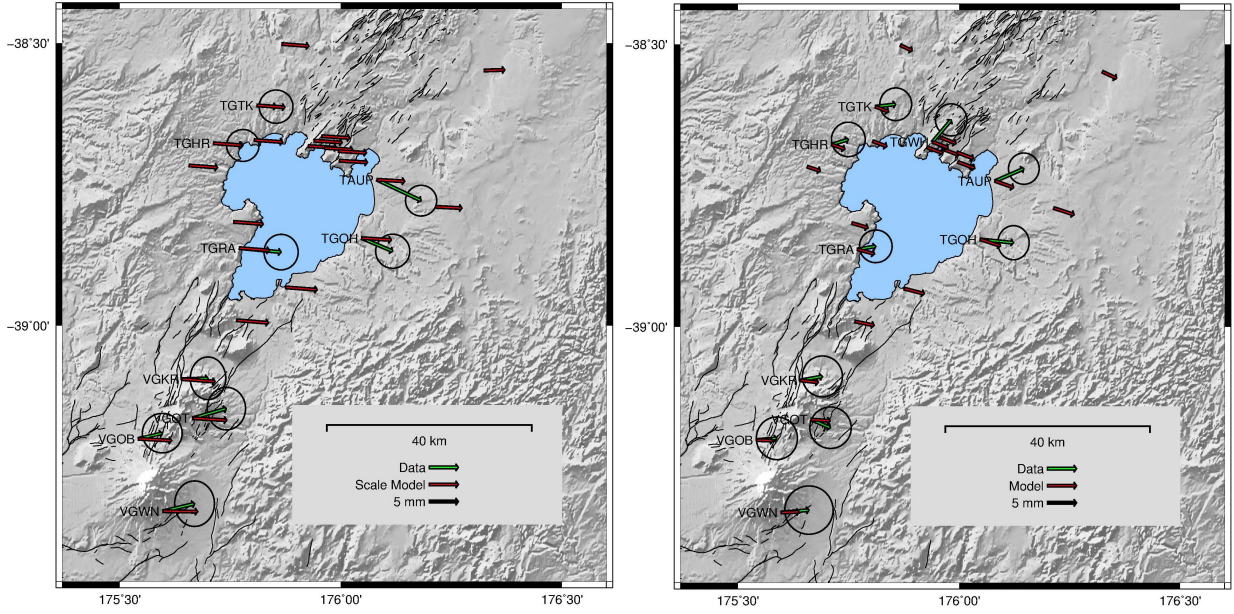 −38˚30'
−39˚00'
175˚30'
176˚00'
176˚30'
TGTK
TGHR
TAUP
TGRA
TGOH
VGKR
VGOT
VGOB
VGWN
40 km
Data
Scale Model
5 mm
−38˚30'
−39˚00'
175˚30'
176˚00'
176˚30'
TGTK
TGHR
TAUP
TGRA
TGOH
VGKR
VGOT
VGOB
VGWN
40 km
Data
Model
5 mm